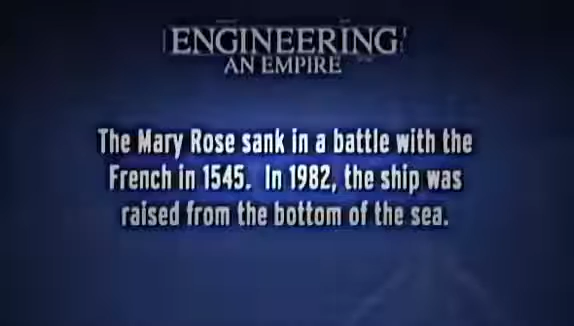 ENGINEERING
AN EMPIRE
The Mary Rose sank in a battle with the
French in 1545. In 1982, the ship was
raised from the bottom of the sea.